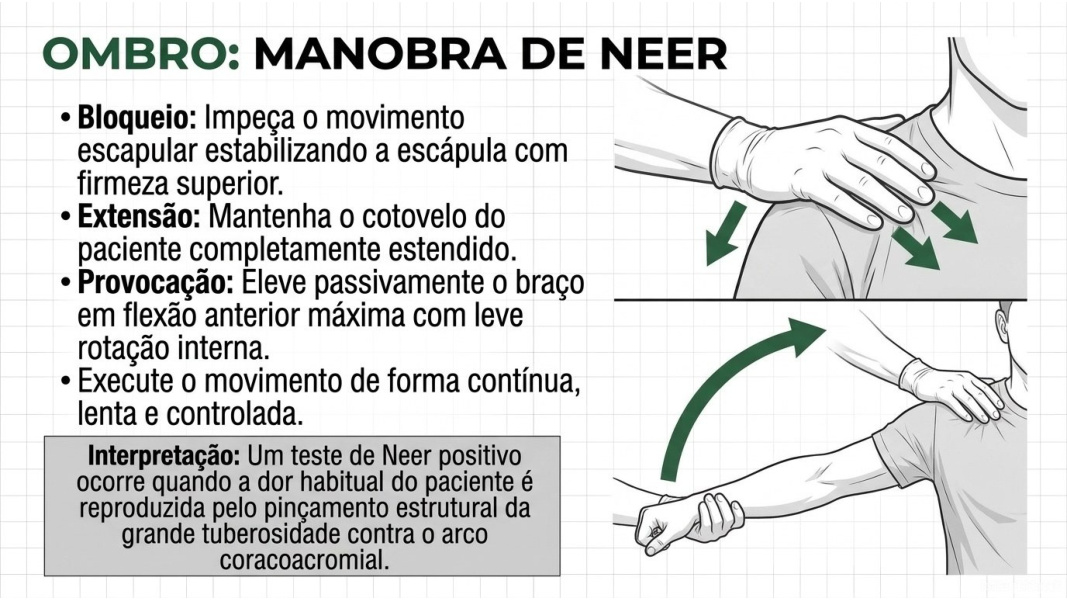 OMBRO: MANOBRA DE NEER
• Bloqueio: Impeça o movimento
escapular estabilizando a escápula com
firmeza superior.
• Extensão: Mantenha o cotovelo do
paciente completamente estendido.
• Provocação: Eleve passivamente o braço
em flexão anterior máxima com leve
rotação interna.
• Execute o movimento de forma contínua,
lenta e controlada.
Interpretação: Um teste de Neer positivo
ocorre quando a dor habitual do paciente é
reproduzida pelo pinçamento estrutural da
grande tuberosidade contra o arco
coracoacromial.